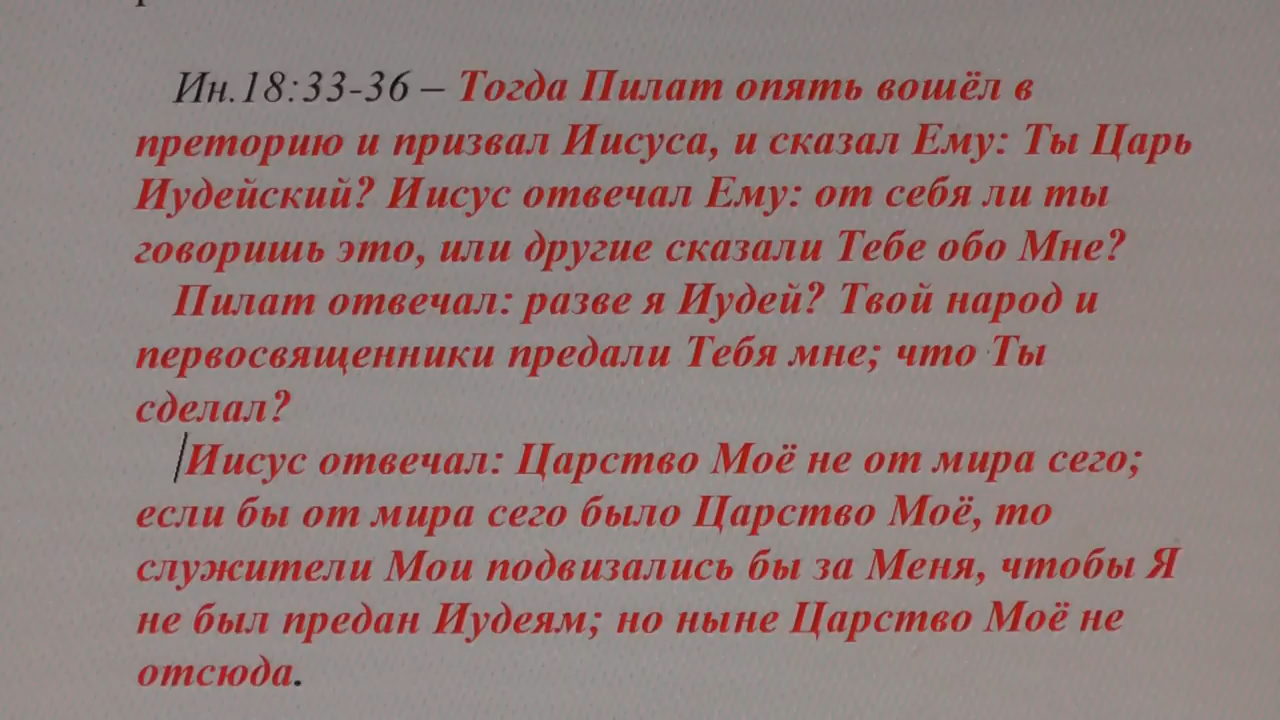 Ин.18:33-36 – Тогда Пилат опять вошёл в
преторию и призвал Иисуса, и сказал Ему: Ты Царь
Иудейский? Иисус отвечал Ему: от себя ли ты
говоришь это, или другие сказали Тебе обо Мне?
Пилат отвечал: разве я Иудей? Твой народ и
первосвященники предали Тебя мне; что Ты
сделал?
Иисус отвечал: Царство Моё не от мира сего;
если бы от мира сего было Царство Моё, то
служители Мои подвизались бы за Меня, чтобы Я
не был предан Иудеям; но ныне Царство Моё не
отсюда.